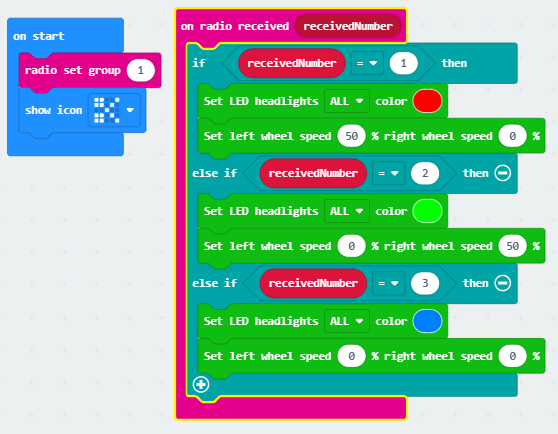 on start
radio set group 1
show icon
on radio received receivedNumber
if receivedNumber = 1 then
Set LED headlights ALL color
Set left wheel speed 50 % right wheel speed 0 %
else if receivedNumber = 2 then
Set LED headlights ALL color
Set left wheel speed 0 % right wheel speed 50 %
else if receivedNumber = 3 then
Set LED headlights ALL color
Set left wheel speed 0 % right wheel speed 0 %